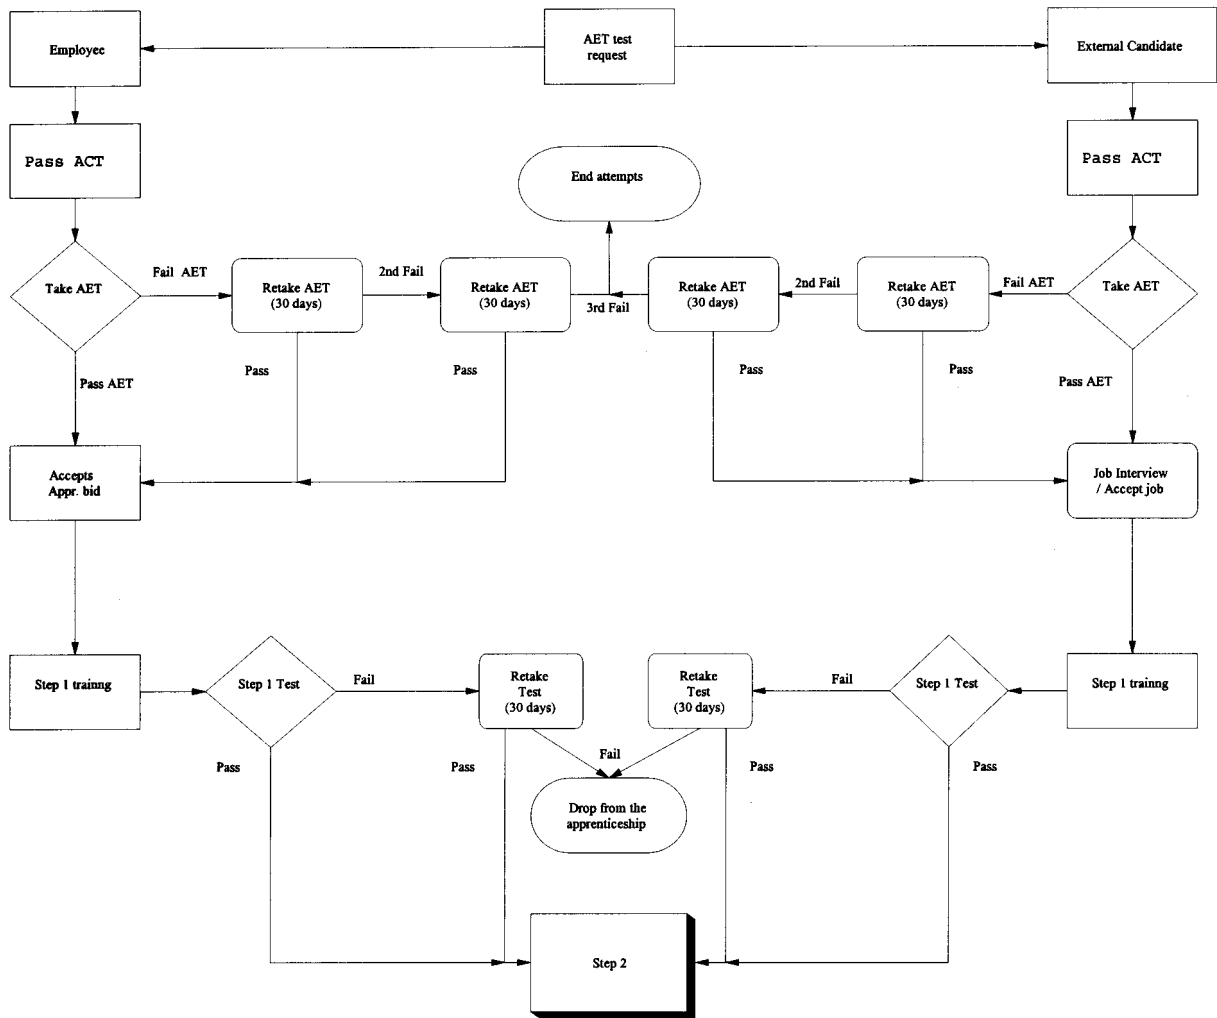 Employee
AET test
request
External Candidate
Pass ACT
Pass ACT
End attempts
Take AET
Fail AET
Retake AET
(30 days)
2nd Fail
Retake AET
(30 days)
3rd Fail
Retake AET
(30 days)
2nd Fail
Retake AET
(30 days)
Fail AET
Take AET
Pass AET
Pass
Pass
Pass
Pass
Pass AET
Accepts
Appr. bid
Job Interview
/ Accept job
Step 1 trainng
Step 1 Test
Fail
Retake
Test
(30 days)
Retake
Test
(30 days)
Fail
Step 1 Test
Step 1 trainng
Pass
Pass
Fail
Pass
Pass
Drop from the
apprenticeship
Step 2